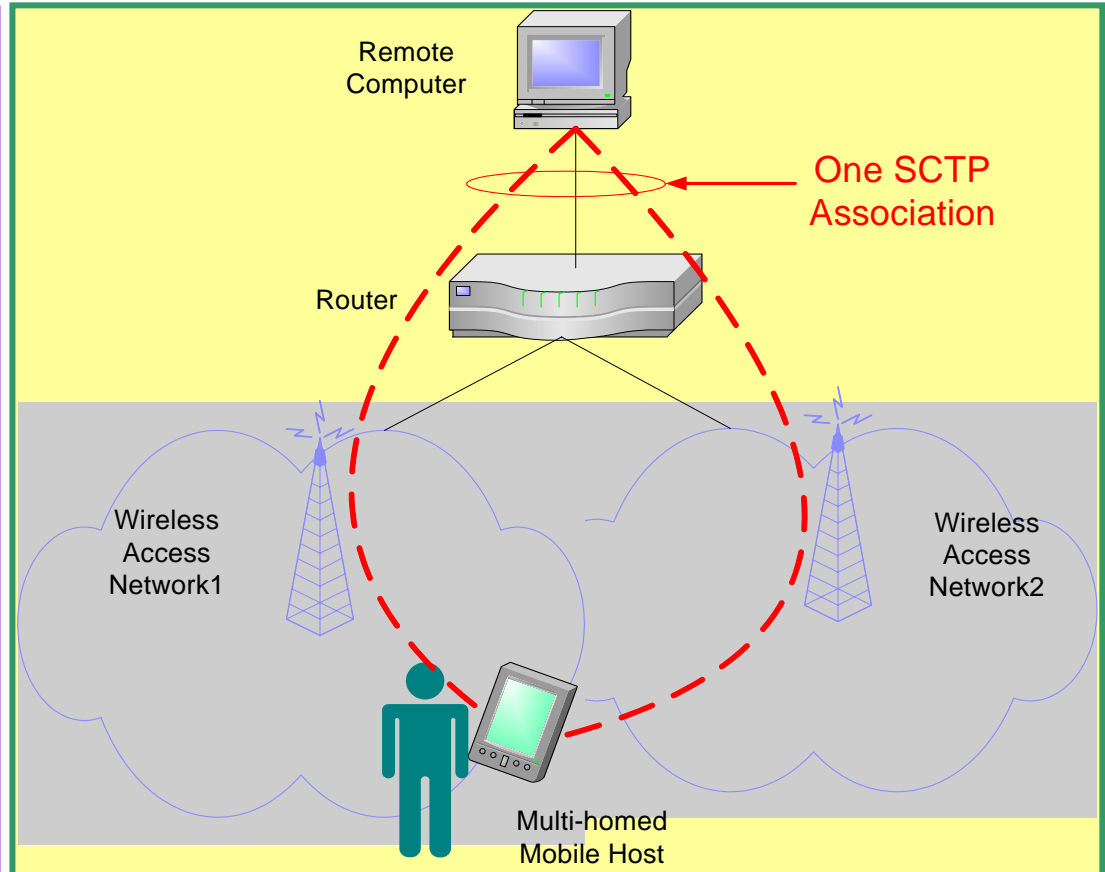 Remote
Computer
One SCTP
Association
Router
Wireless
Access
Network1
Wireless
Access
Network2
Multi-homed
Mobile Host